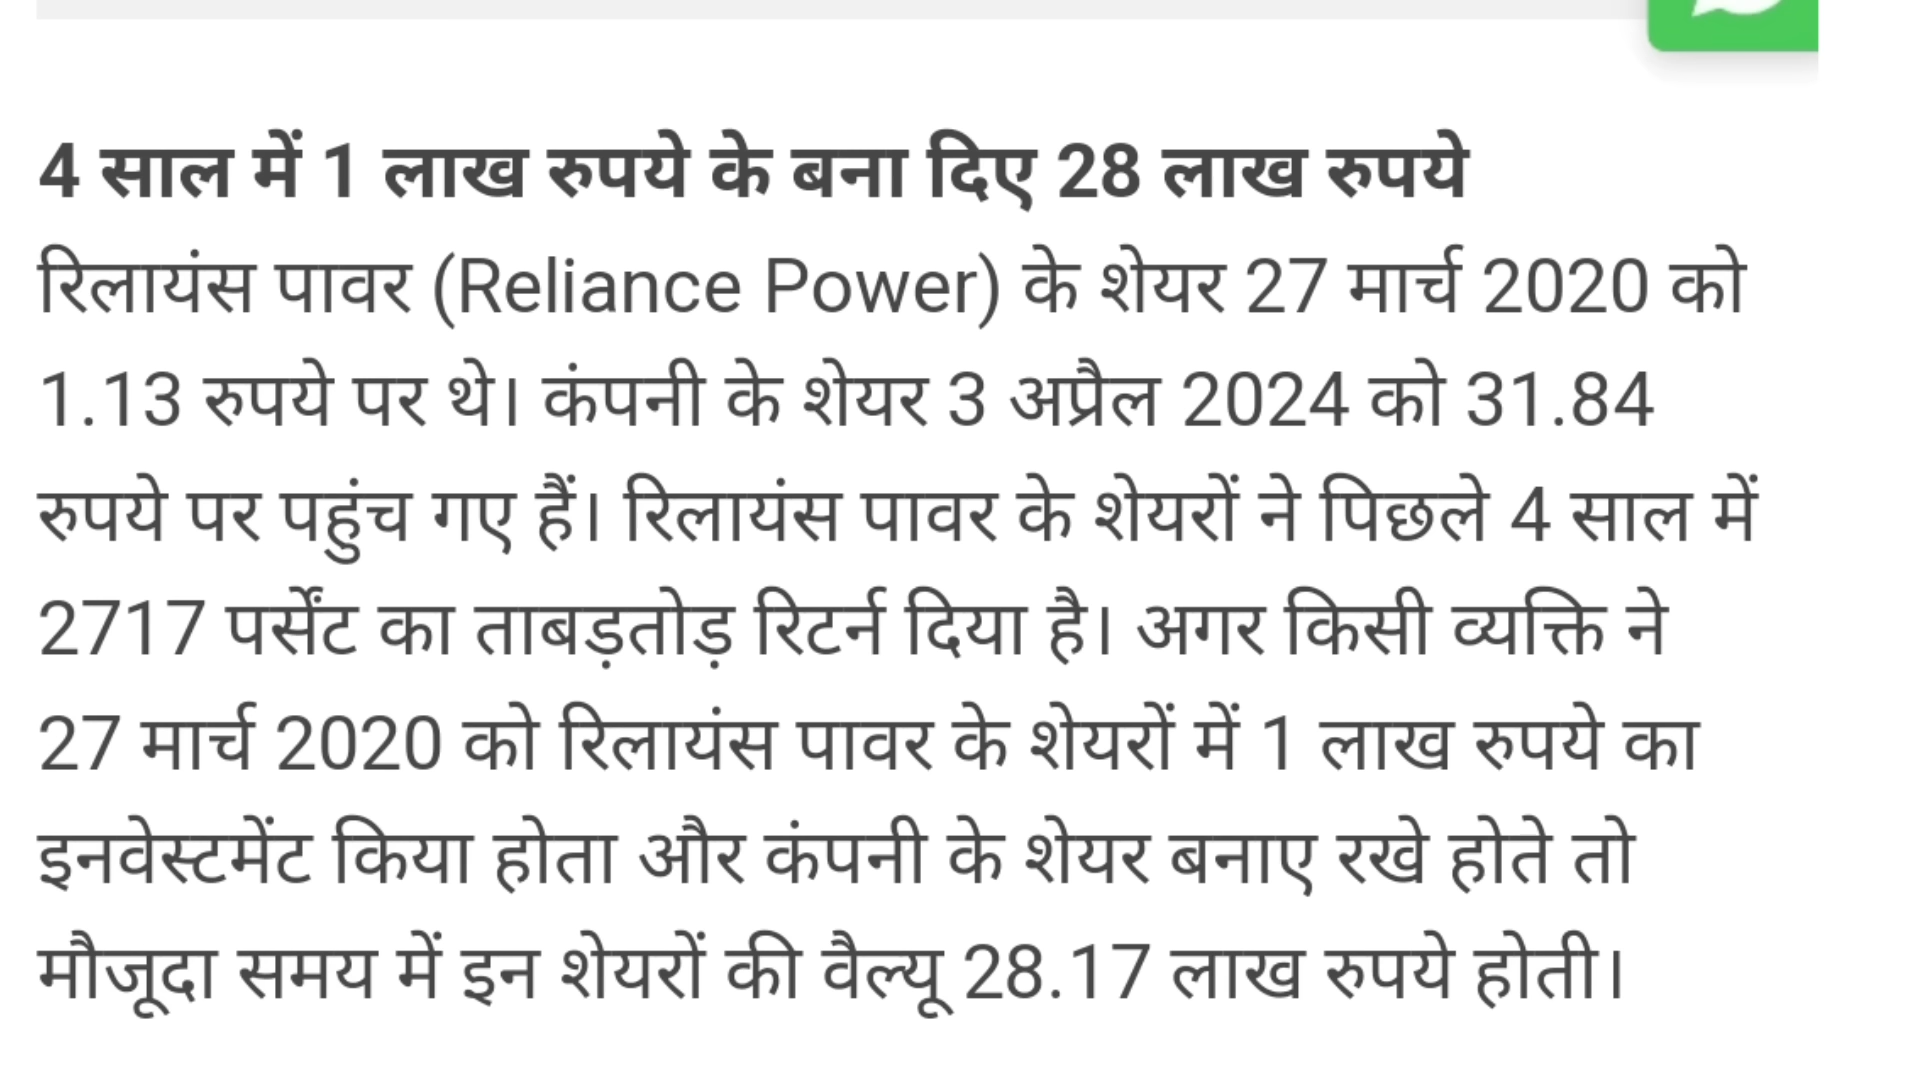 4 साल में 1 लाख रुपये के बना दिए 28 लाख रुपये
रिलायंस पावर (Reliance Power) के शेयर 27 मार्च 2020 को
1.13 रुपये पर थे। कंपनी के शेयर 3 अप्रैल 2024 को 31.84
रुपये पर पहुंच गए हैं। रिलायंस पावर के शेयरों ने पिछले 4 साल में
2717 पर्सेंट का ताबड़तोड़ रिटर्न दिया है। अगर किसी व्यक्ति ने
27 मार्च 2020 को रिलायंस पावर के शेयरों में 1 लाख रुपये का
इनवेस्टमेंट किया होता और कंपनी के शेयर बनाए रखे होते तो
मौजूदा समय में इन शेयरों की वैल्यू 28.17 लाख रुपये होती।